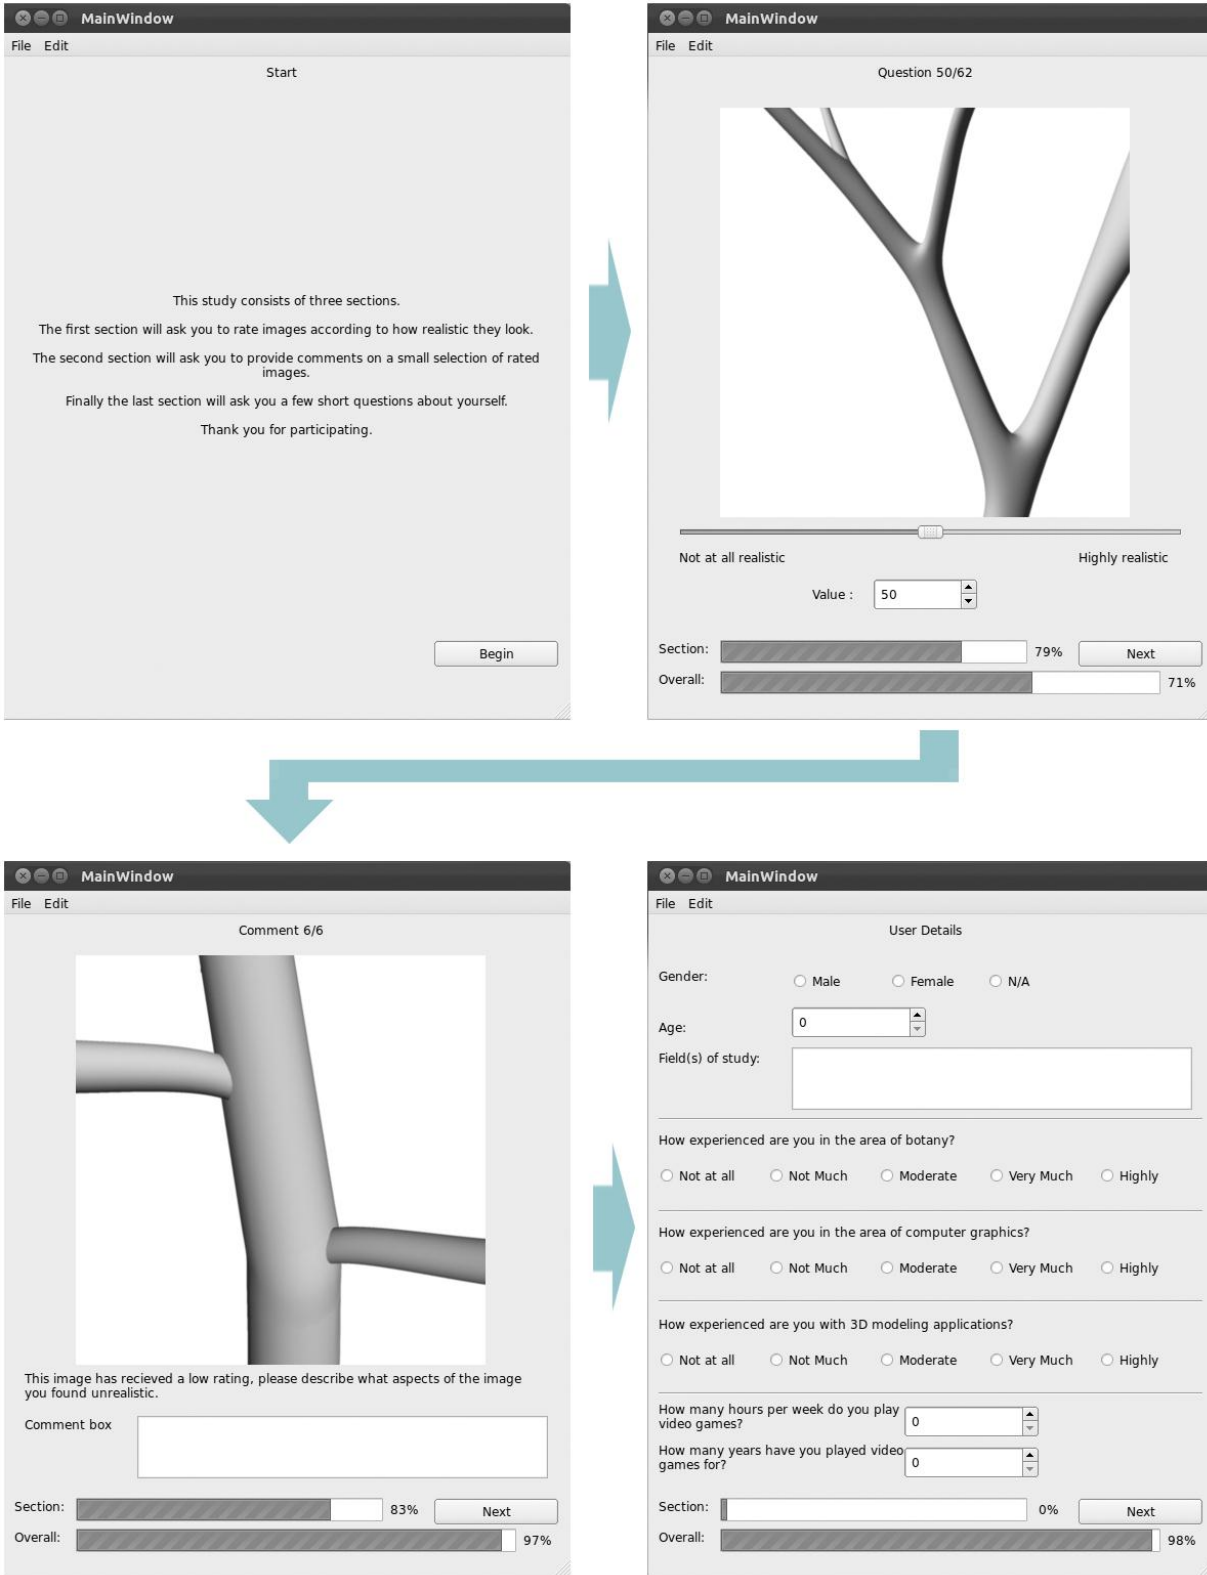 MainWindow
File Edit
Start
This study consists of three sections.
The first section will ask you to rate images according to how realistic they look.
The second section will ask you to provide comments on a small selection of rated
images.
Finally the last section will ask you a few short questions about yourself.
Thank you for participating.
Begin
MainWindow
File Edit
Question 50/62
Not at all realistic Highly realistic
Value : 50
Section: 79% Next
Overall: 71%
MainWindow
File Edit
Comment 6/6
This image has recieved a low rating, please describe what aspects of the image
you found unrealistic.
Comment box
Section: 83% Next
Overall: 97%
MainWindow
File Edit
User Details
Gender: Male Female N/A
Age: 0
Field(s) of study:
How experienced are you in the area of botany?
Not at all Not Much Moderate Very Much Highly
How experienced are you in the area of computer graphics?
Not at all Not Much Moderate Very Much Highly
How experienced are you with 3D modeling applications?
Not at all Not Much Moderate Very Much Highly
How many hours per week do you play
video games? 0
How many years have you played video
games for? 0
Section: 0% Next
Overall: 98%